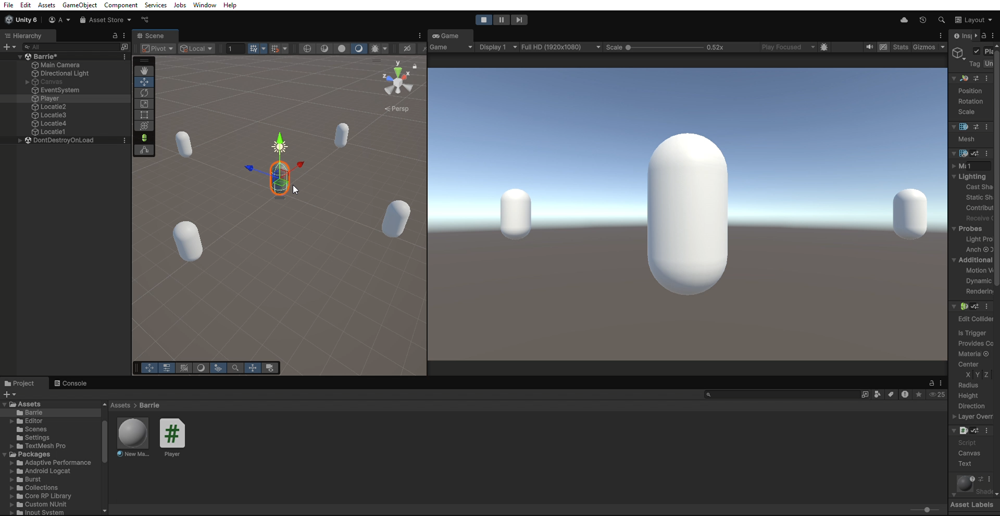 File Edit Assets GameObject Component Services Jobs Window Help
Unity 6 A Asset Store Layout
Hierarchy
All
Barrie*
Main Camera
Directional Light
Canvas
EventSystem
Player
Locatie2
Locatie3
Locatie4
Locatie1
DontDestroyOnLoad
Scene
Pivot Local 1 2D
y
z x
Persp
Game
Game Display 1 Full HD (1920x1080) Scale 0.52x Play Focused Stats Gizmos
Insp
Pla
Tag Un
Position
Rotation
Scale
Mesh
Ma 1
Lighting
Cast Sha
Static Sh
Contribut
Receive G
Probes
Light Pro
Anch
Additional
Motion V
Dynamic
Rendering
Edit Collider
Is Trigger
Provides Co
Material
Center
X Y Z
Radius
Height
Direction
Layer Overr
Script
Canvas
Text
Shade
Asset Labels
Project Console
25
Assets
Barrie
Editor
Scenes
Settings
TextMesh Pro
Packages
Adaptive Performance
Android Logcat
Burst
Collections
Core RP Library
Custom NUnit
Input System
Assets > Barrie
New Ma...
#
Player